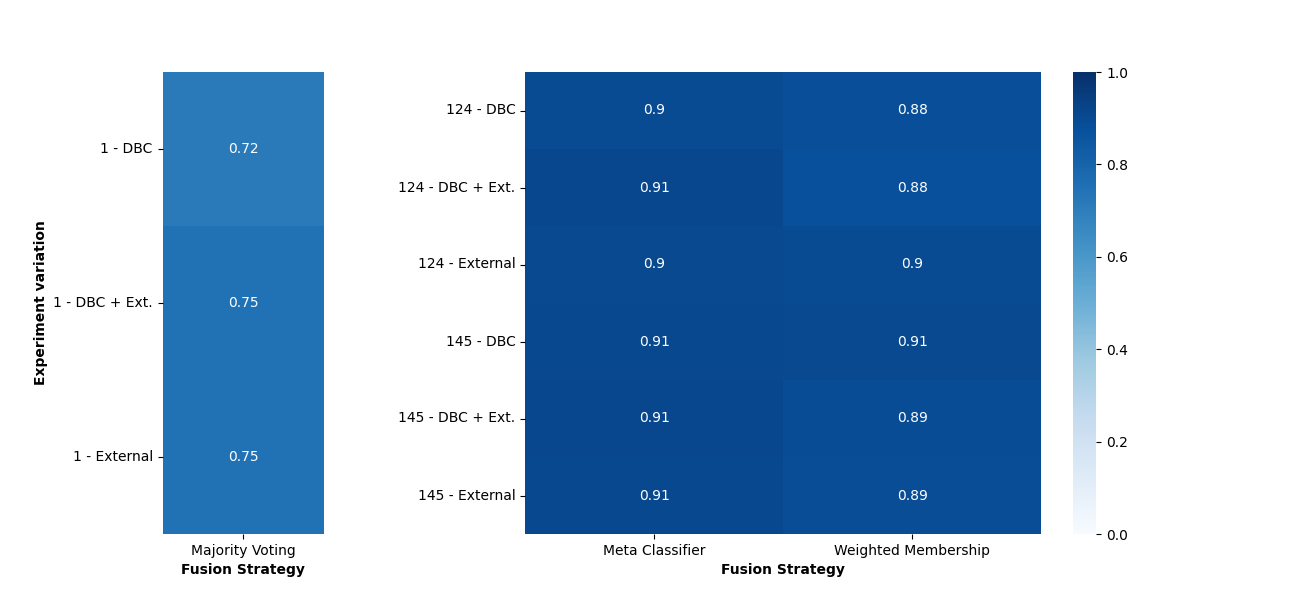 Experiment variation
1 - DBC
0.72
1 - DBC + Ext.
0.75
1 - External
0.75
Majority Voting
Fusion Strategy
124 - DBC
0.9
0.88
124 - DBC + Ext.
0.91
0.88
124 - External
0.9
0.9
145 - DBC
0.91
0.91
145 - DBC + Ext.
0.91
0.89
145 - External
0.91
0.89
Meta Classifier
Weighted Membership
Fusion Strategy
1.0
0.8
0.6
0.4
0.2
0.0